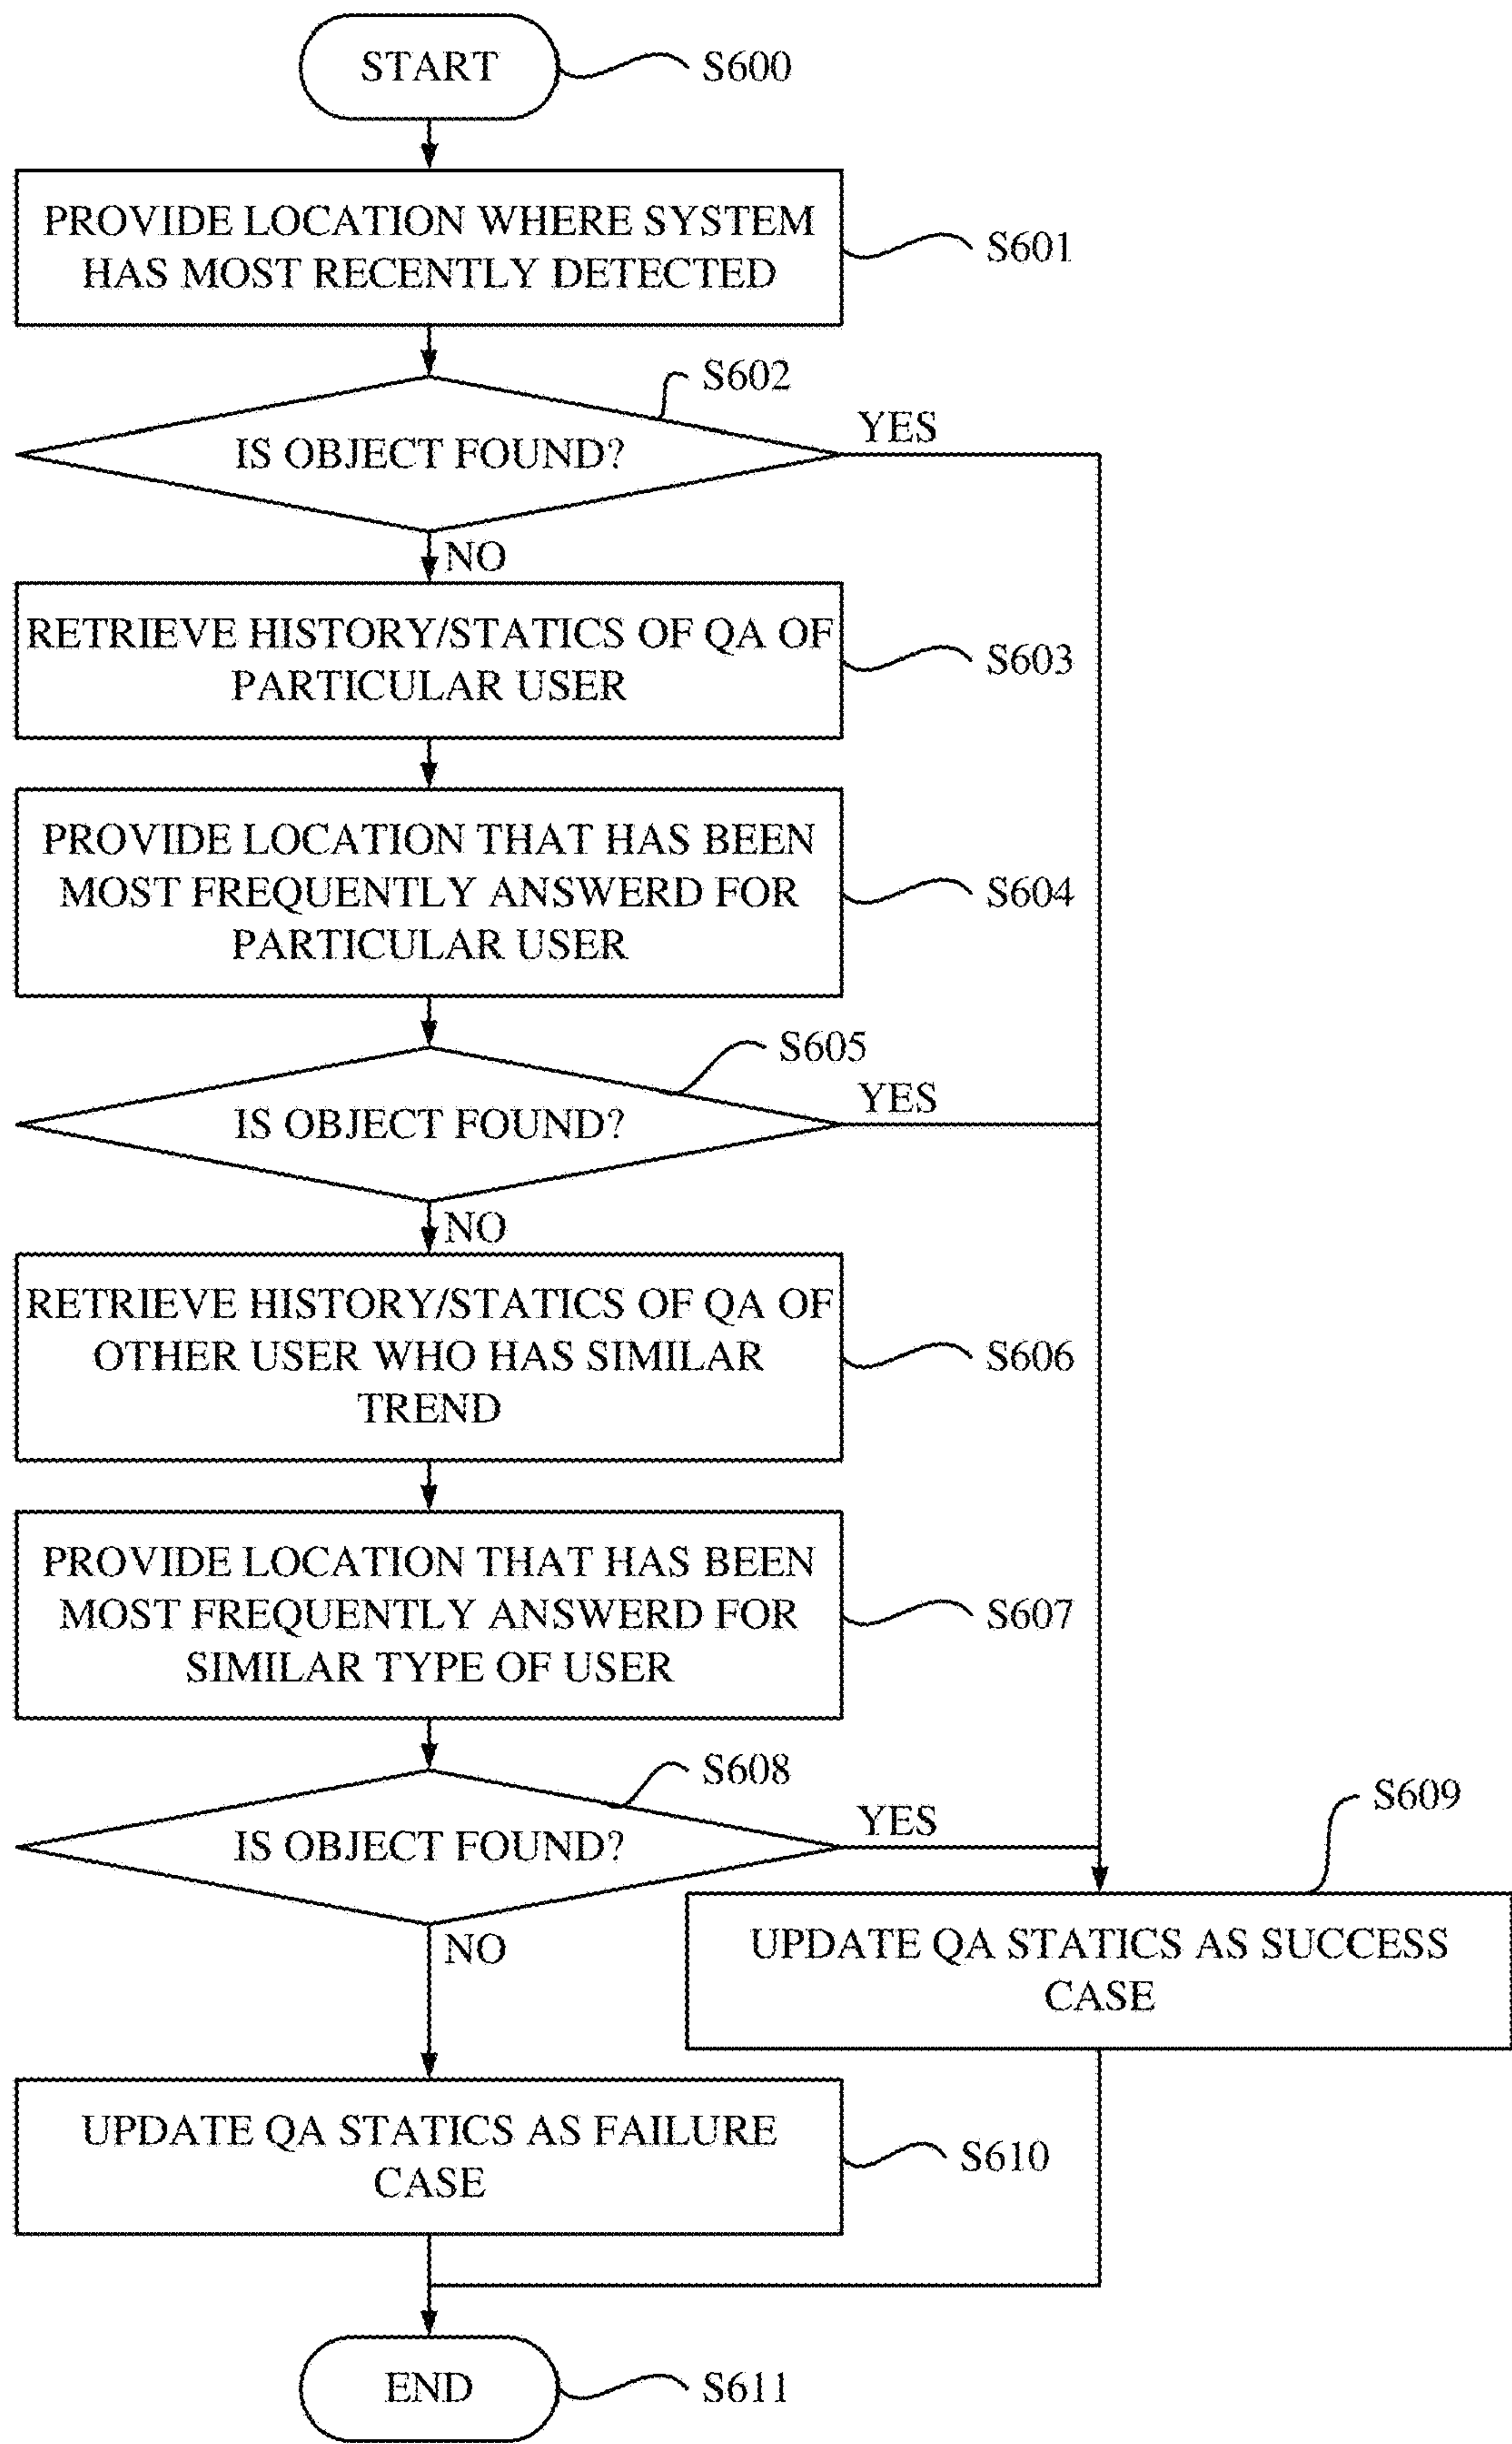 START
S600
PROVIDE LOCATION WHERE SYSTEM
HAS MOST RECENTLY DETECTED
S601
S602
IS OBJECT FOUND?
YES
NO
RETRIEVE HISTORY/STATICS OF QA OF
PARTICULAR USER
S603
PROVIDE LOCATION THAT HAS BEEN
MOST FREQUENTLY ANSWERD FOR
PARTICULAR USER
S604
S605
IS OBJECT FOUND?
YES
NO
RETRIEVE HISTORY/STATICS OF QA OF
OTHER USER WHO HAS SIMILAR
TREND
S606
PROVIDE LOCATION THAT HAS BEEN
MOST FREQUENTLY ANSWERD FOR
SIMILAR TYPE OF USER
S607
S608
IS OBJECT FOUND?
YES
NO
S609
UPDATE QA STATICS AS SUCCESS
CASE
UPDATE QA STATICS AS FAILURE
CASE
S610
END
S611